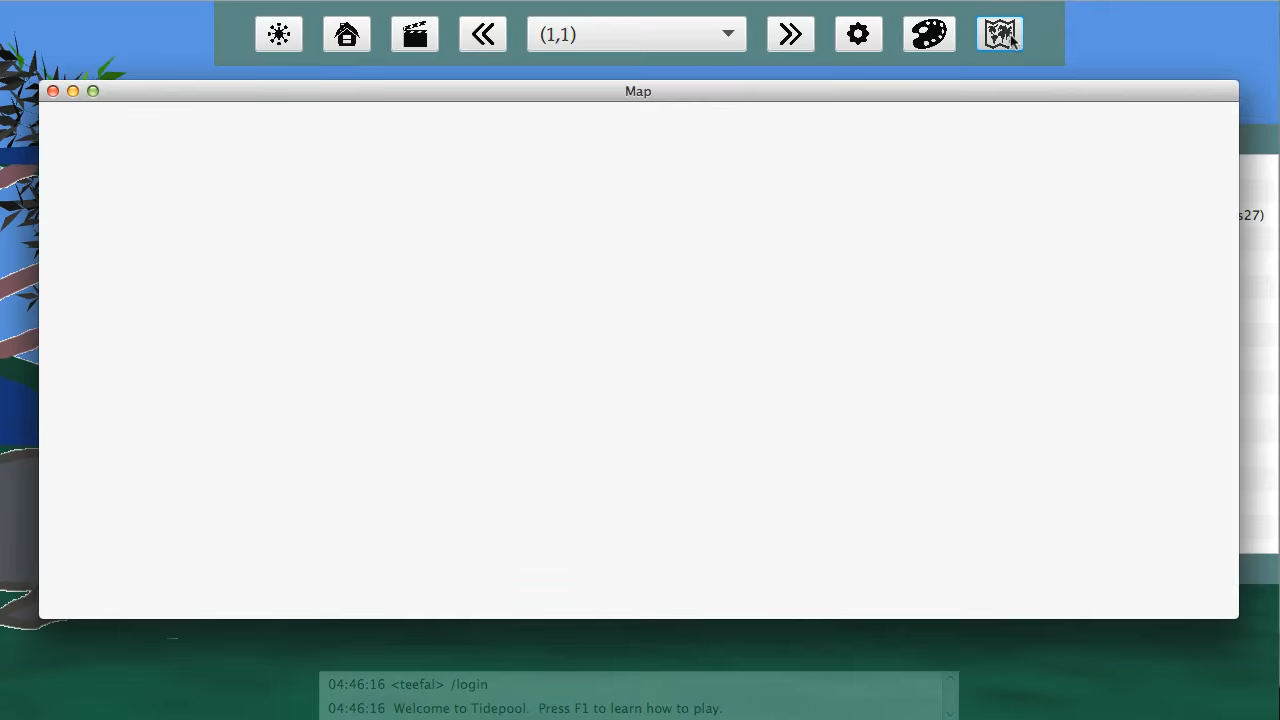 (1,1)
Map
s27)
04:46:16 <teefal> /login
04:46:16 Welcome to Tidepool. Press F1 to learn how to play.